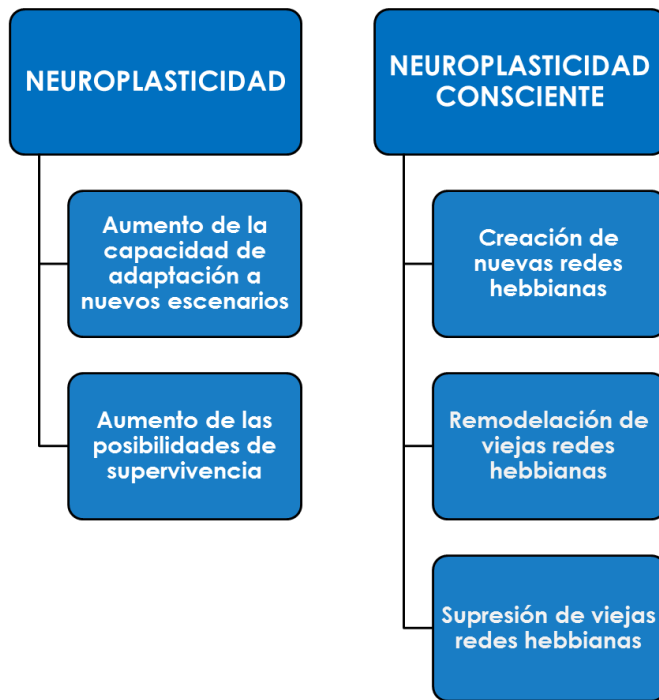 NEUROPLASTICIDAD
Aumento de la
capacidad de
adaptación a
nuevos escenarios
Aumento de las
posibilidades de
supervivencia
NEUROPLASTICIDAD
CONSCIENTE
Creación de
nuevas redes
hebbianas
Remodelación de
viejas redes
hebbianas
Supresión de viejas
redes hebbianas